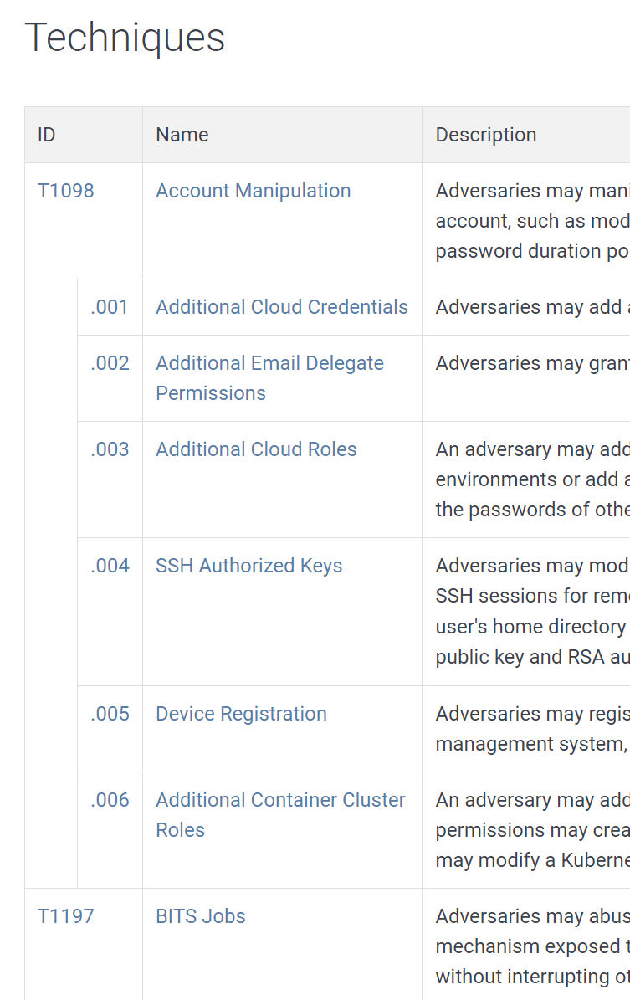 Techniques
ID Name Description
T1098 Account Manipulation Adversaries may mani
account, such as mod
password duration po
.001 Additional Cloud Credentials Adversaries may add a
.002 Additional Email Delegate Adversaries may grant
Permissions
.003 Additional Cloud Roles An adversary may add
environments or add a
the passwords of othe
.004 SSH Authorized Keys Adversaries may mod
SSH sessions for rem
user's home directory
public key and RSA au
.005 Device Registration Adversaries may regis
management system,
.006 Additional Container Cluster An adversary may add
Roles permissions may crea
may modify a Kuberne
T1197 BITS Jobs Adversaries may abus
mechanism exposed t
without interrupting ot